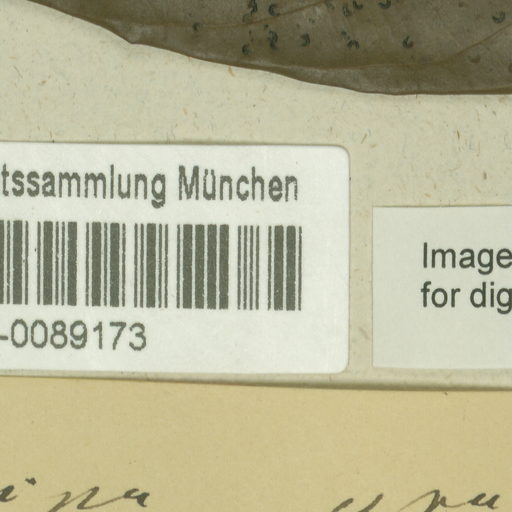 tssammlung München
-0089173
Image
for dig